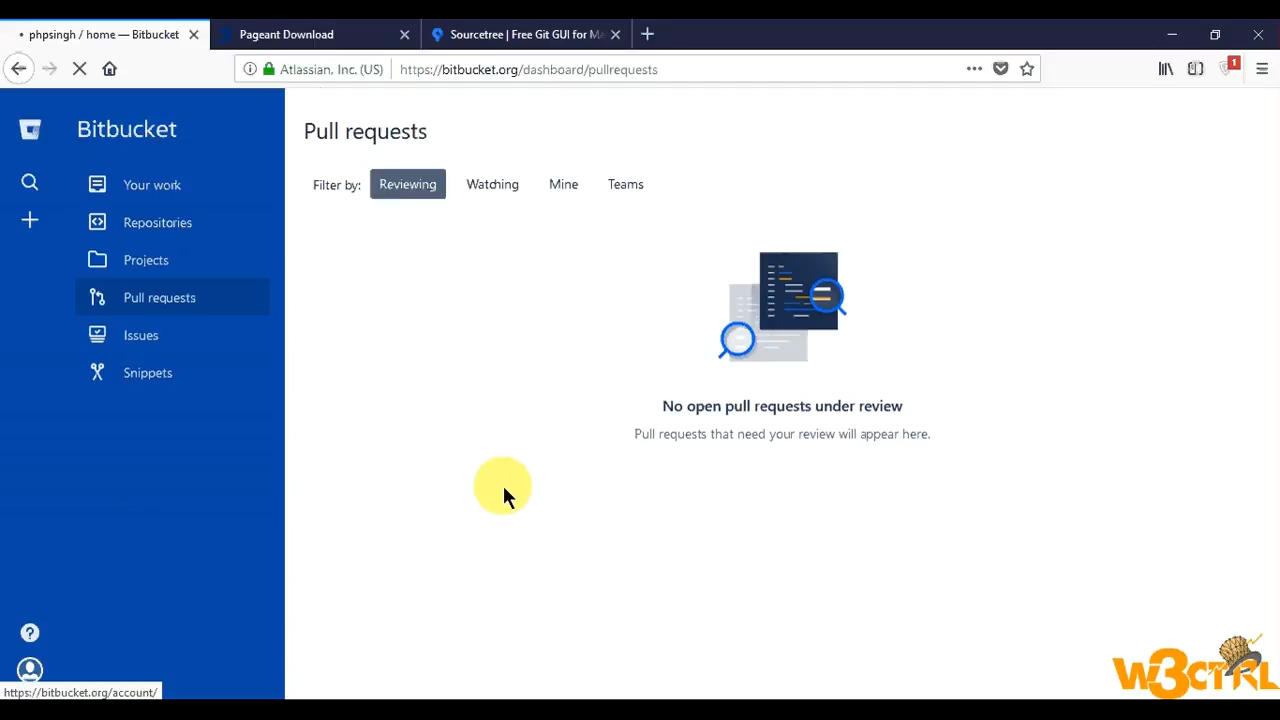 phpsingh / home — Bitbucket
Pageant Download
Sourcetree | Free Git GUI for Ma
Atlassian, Inc. (US)
https://bitbucket.org/dashboard/pullrequests
1
Bitbucket
Your work
Repositories
Projects
Pull requests
Issues
Snippets
Pull requests
Filter by:
Reviewing
Watching
Mine
Teams
No open pull requests under review
Pull requests that need your review will appear here.
https://bitbucket.org/account/
W3CTRL